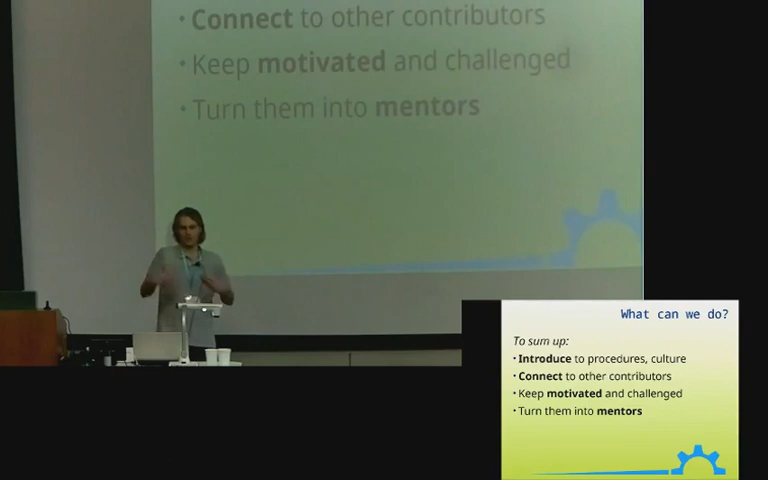 • Connect to other contributors
• Keep motivated and challenged
• Turn them into mentors
What can we do?
To sum up:
• Introduce to procedures, culture
• Connect to other contributors
• Keep motivated and challenged
• Turn them into mentors